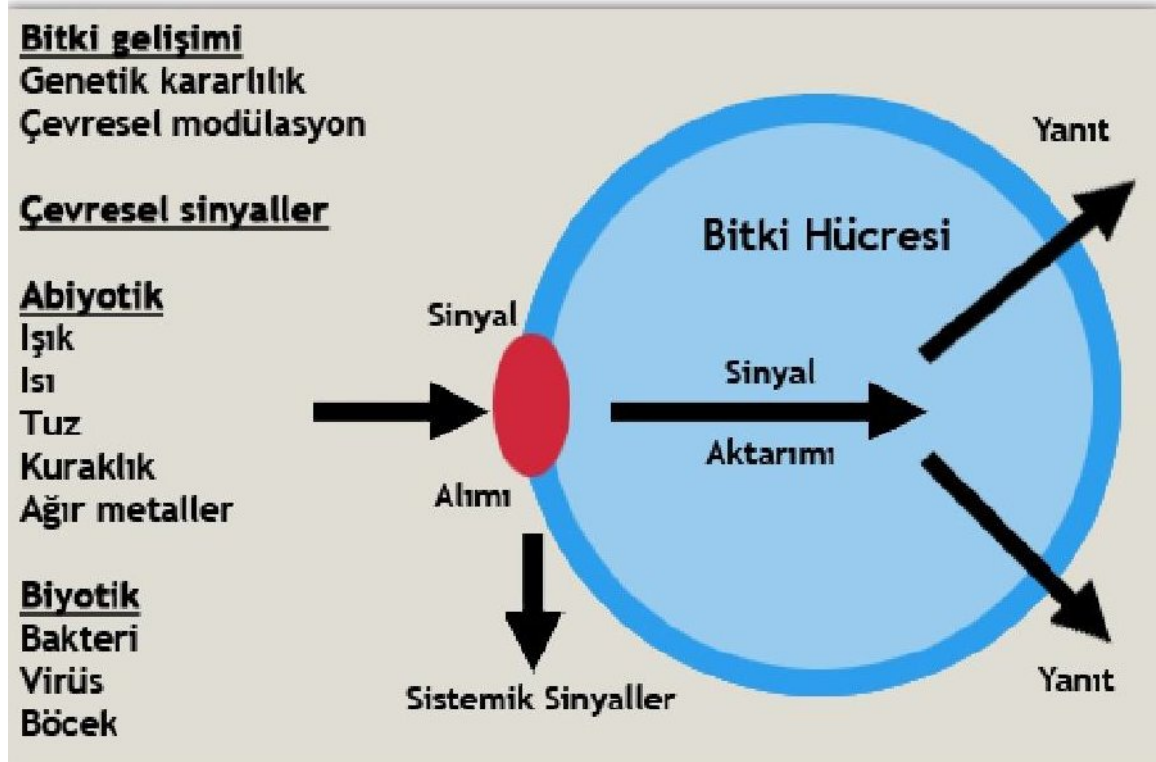 Bitki gelişimi
Genetik kararlılık
Çevresel modülasyon
Çevresel sinyaller
Abiyotik
Işık
Isı
Tuz
Kuraklık
Ağır metaller
Biyotik
Bakteri
Virüs
Böcek
Sinyal
Alımı
Sistemik Sinyaller
Bitki Hücresi
Sinyal
Aktarımı
Yanıt
Yanıt